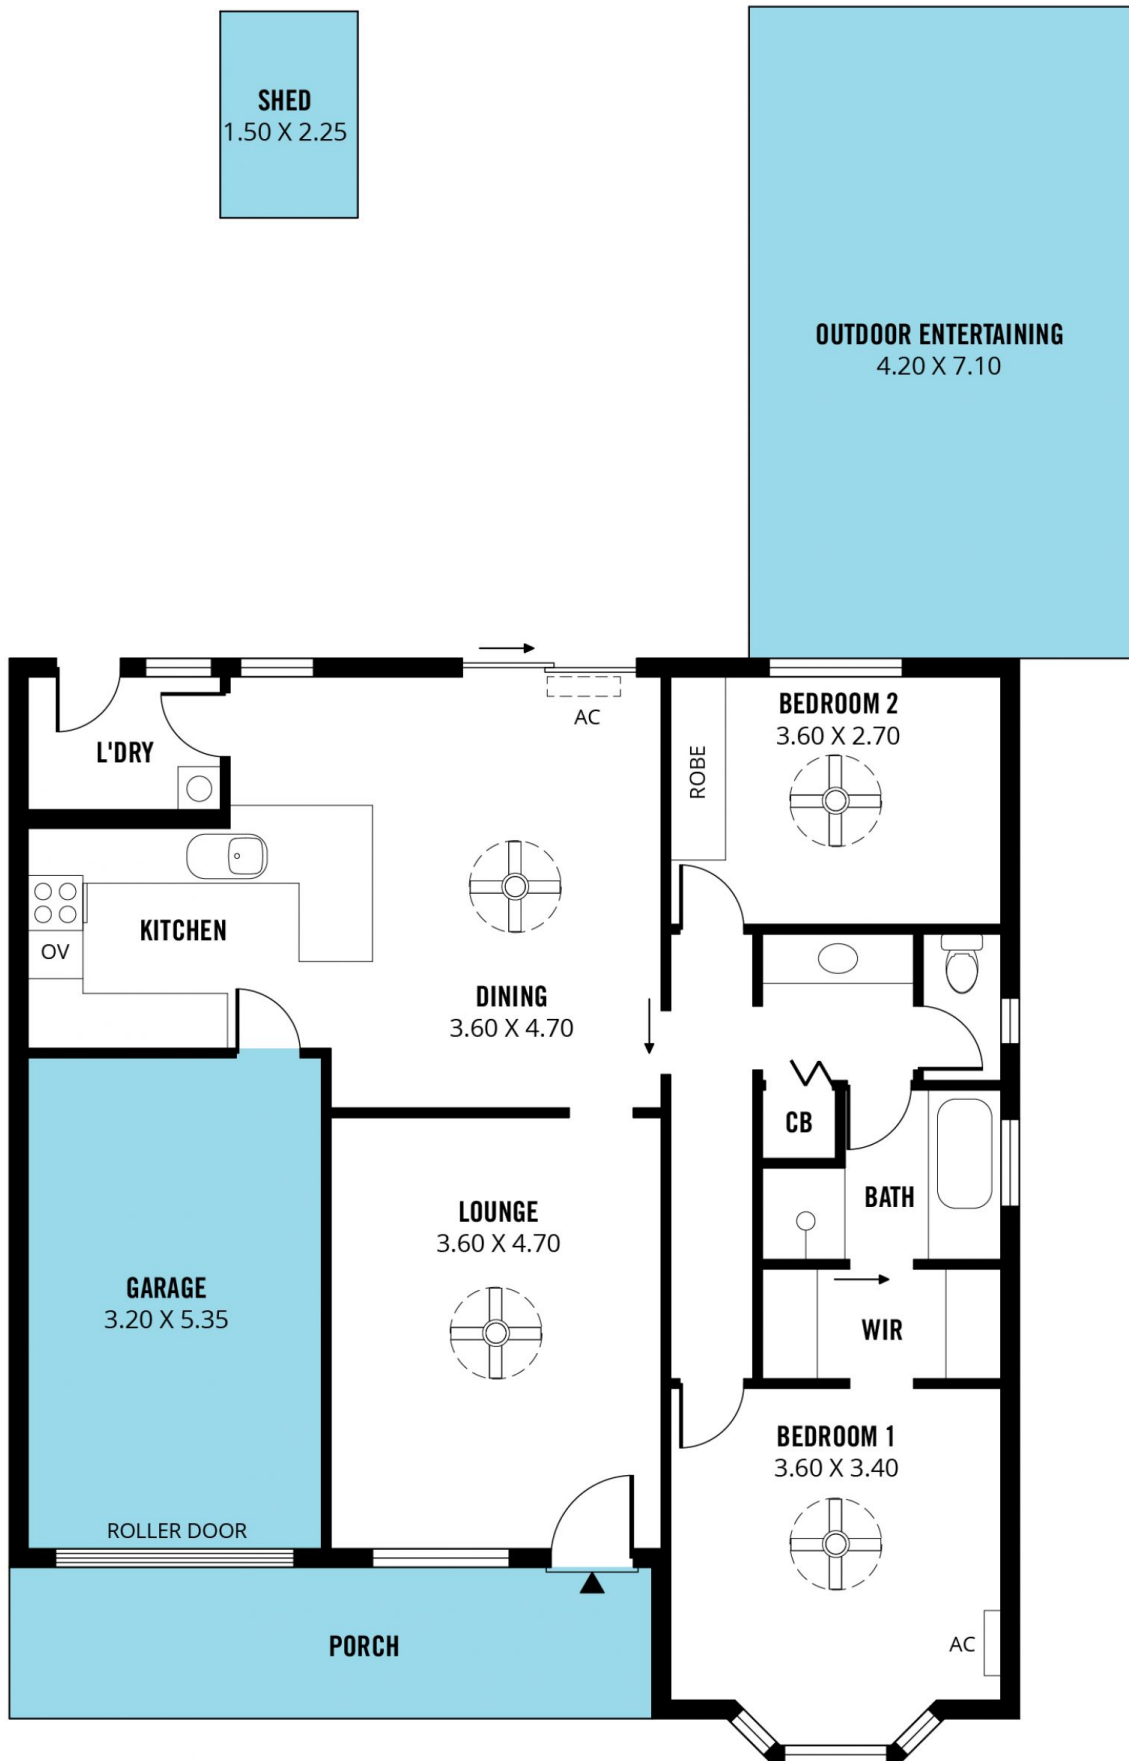 SHED
1.50 X 2.25
OUTDOOR ENTERTAINING
4.20 X 7.10
L'DRY
AC
ROBE
BEDROOM 2
3.60 X 2.70
KITCHEN
OV
DINING
3.60 X 4.70
CB
BATH
LOUNGE
3.60 X 4.70
GARAGE
3.20 X 5.35
WIR
BEDROOM 1
3.60 X 3.40
ROLLER DOOR
PORCH
AC